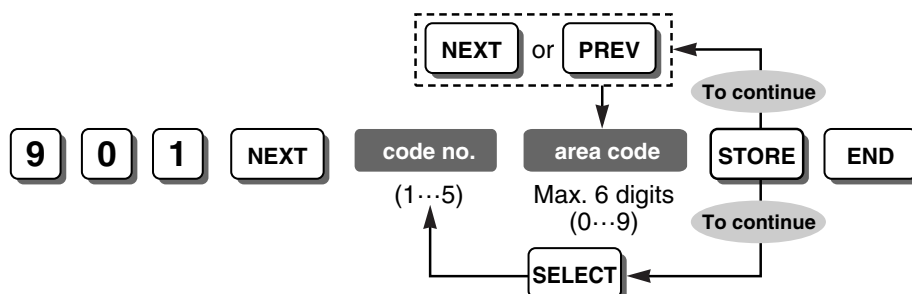 NEXT or PREV
To continue
9 0 1 NEXT code no. area code STORE END
(1···5) Max. 6 digits
(0···9)
To continue
SELECT